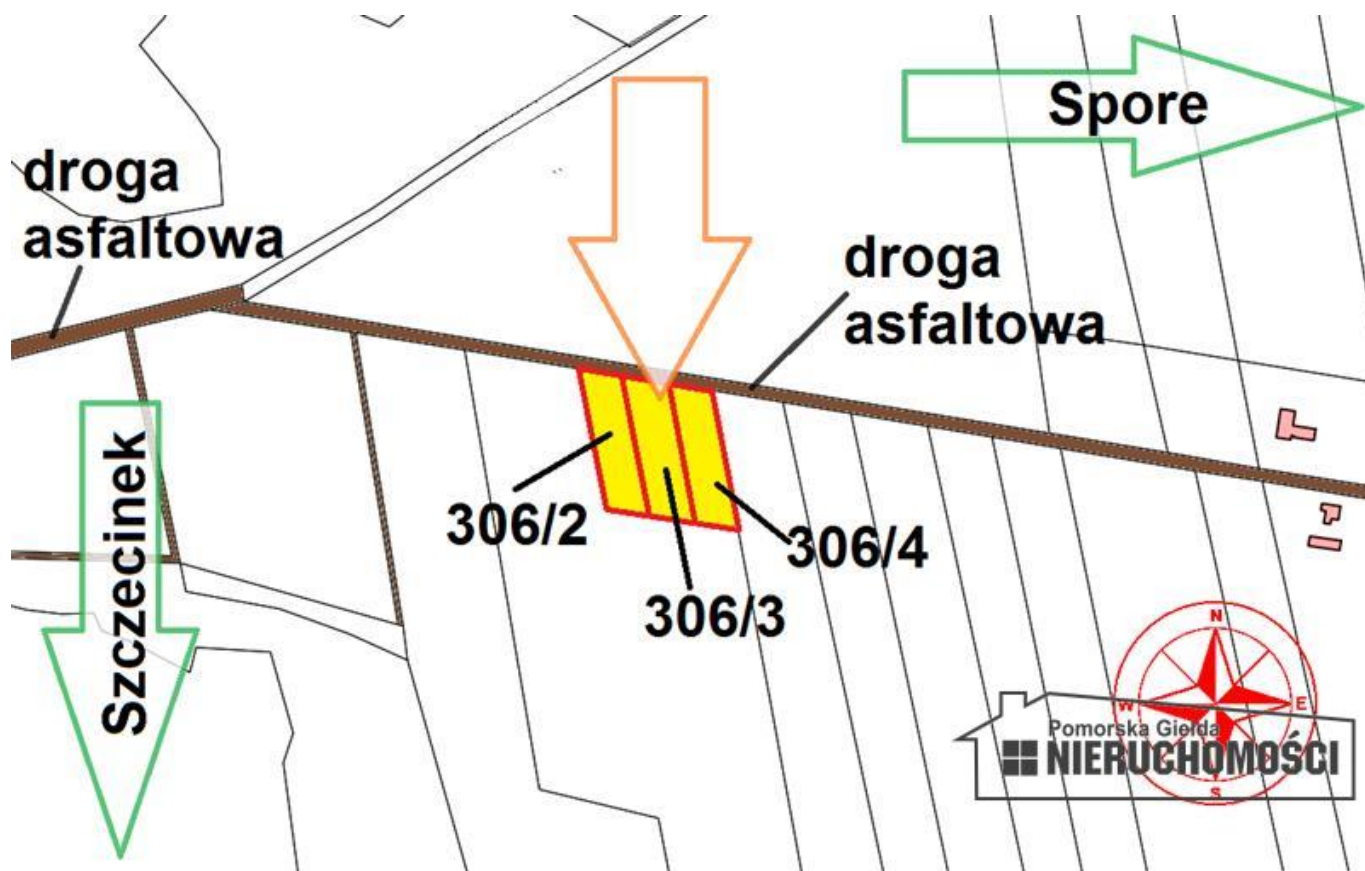 Spore
droga
asfaltowa
droga
asfaltowa
Szczecinek
306/2
306/3
306/4
N
W
E
S
Pomorska Giełda
NIERUCHOMOŚCI